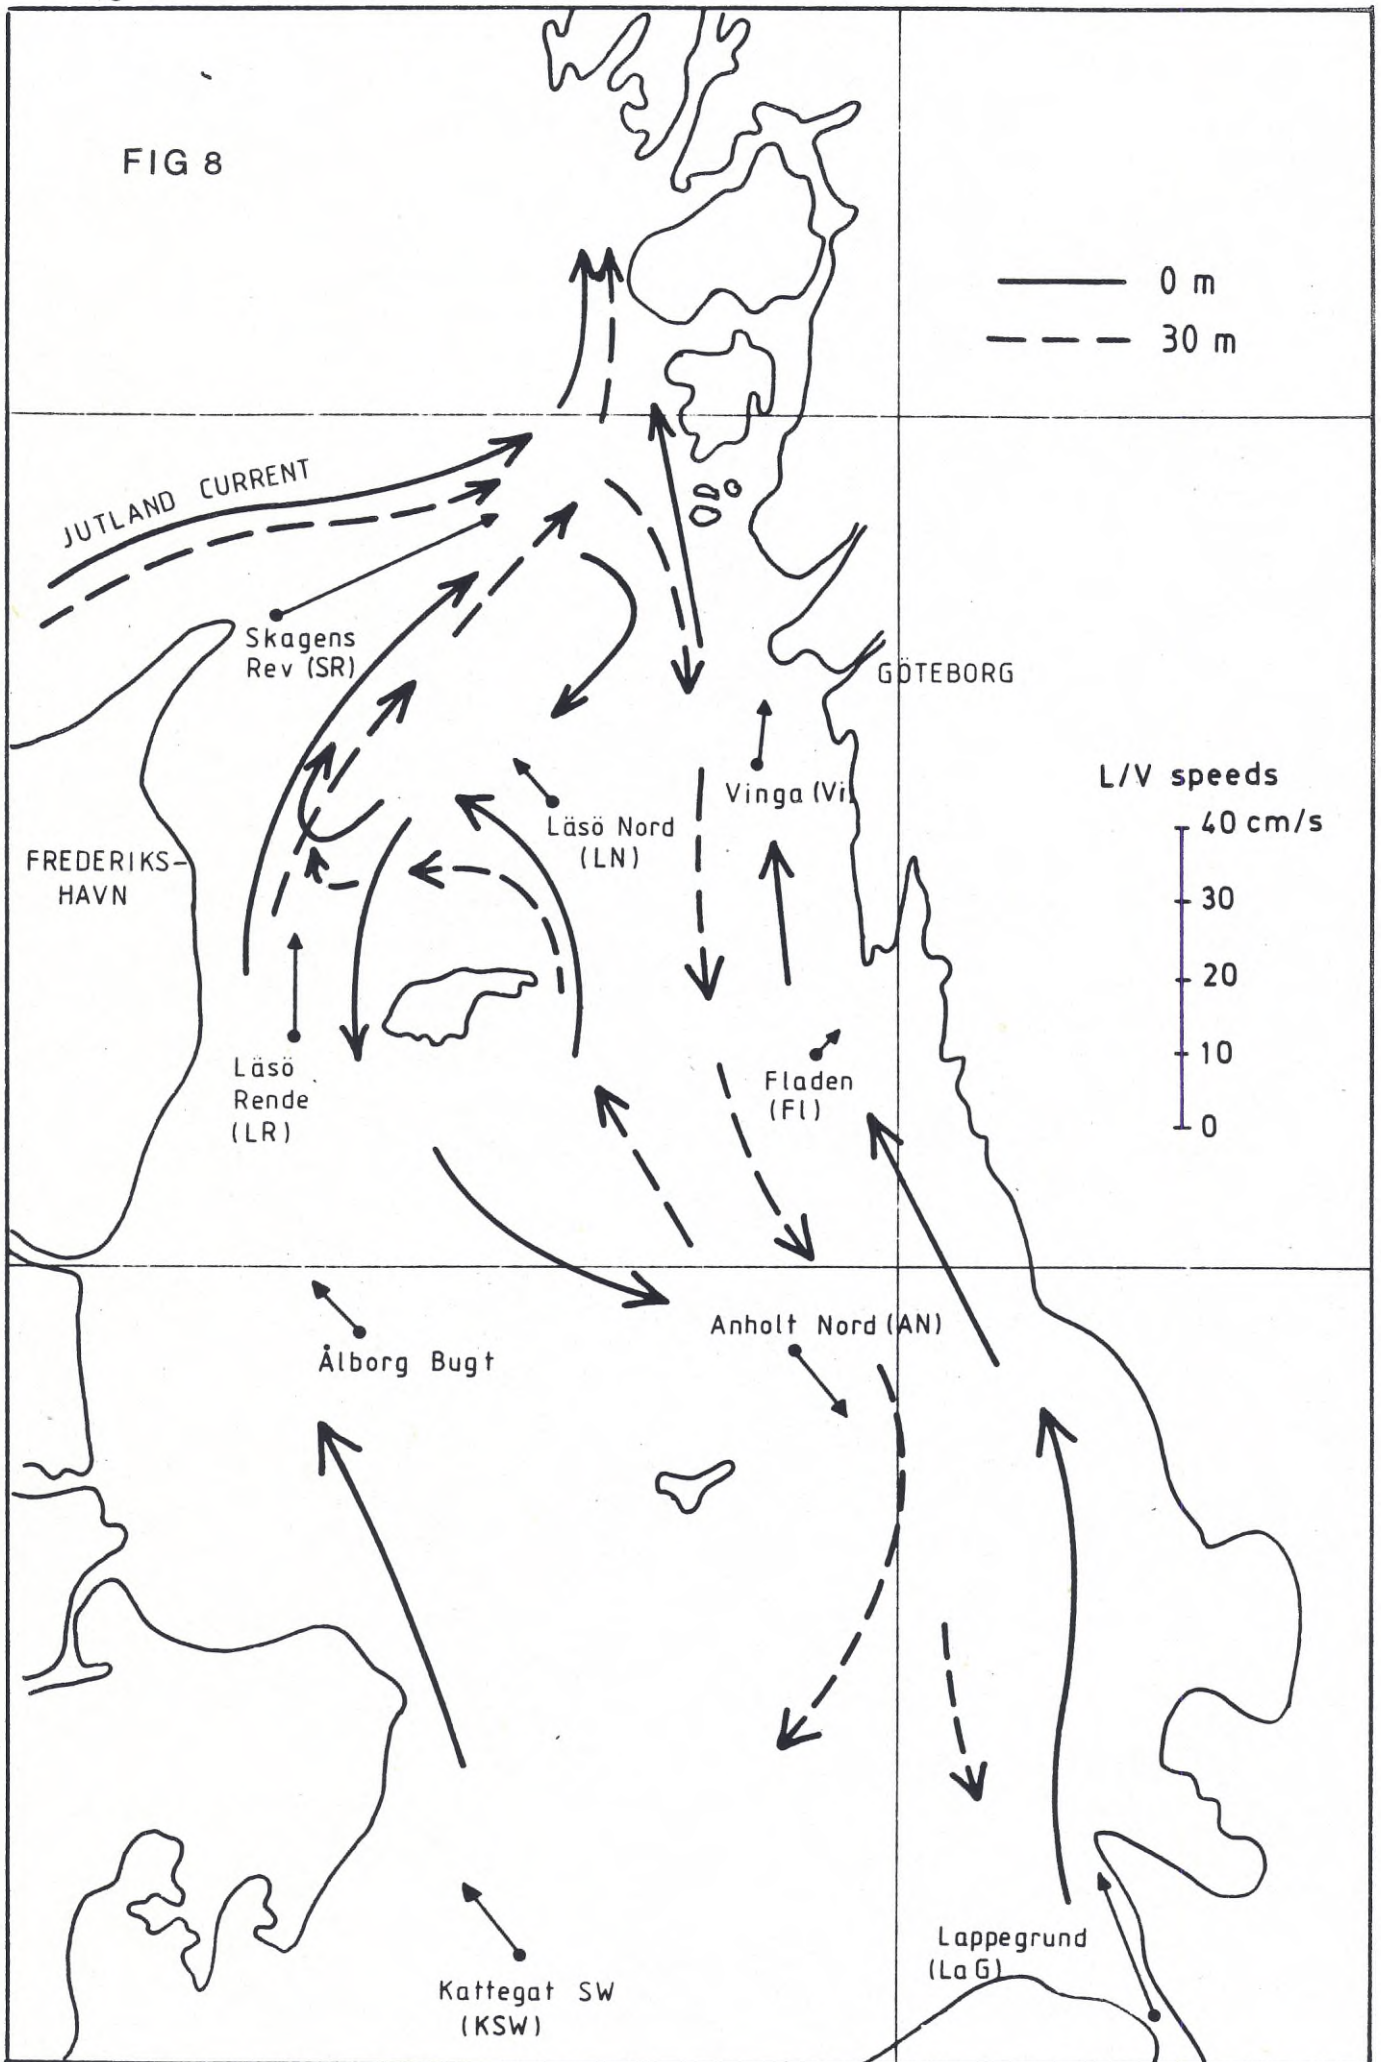 FIG 8
0 m
30 m
JUTLAND CURRENT
Skagens
Rev (SR)
GÖTEBORG
L/V speeds
40 cm/s
30
20
10
0
Vinga (Vi)
Läsö Nord
(LN)
FREDERIKS-
HAVN
Läsö
Rende
(LR)
Fladen
(Fl)
Anholt Nord (AN)
Ålborg Bugt
Lappegrund
(La G)
Kattegat SW
(KSW)